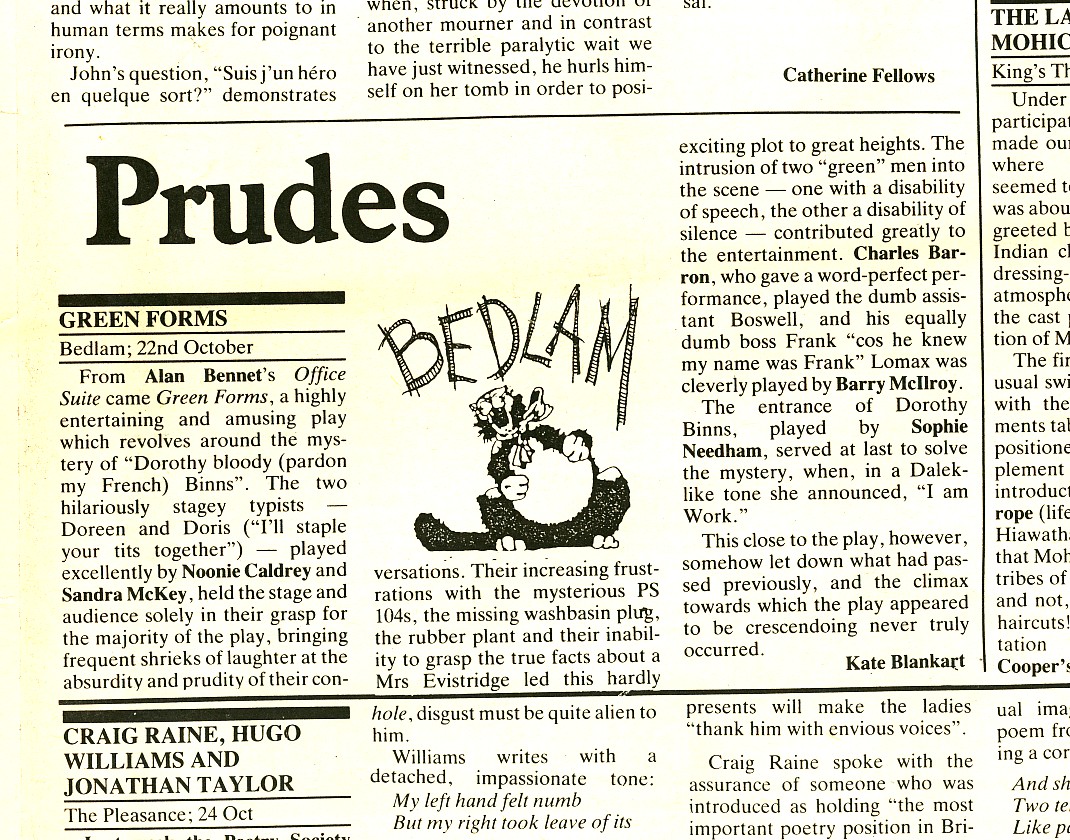 and what it really amounts to in
human terms makes for poignant
irony.
John's question, “Suis j'un héro
en quelque sort?” demonstrates
when, struck by the devotion of
another mourner and in contrast
to the terrible paralytic wait we
have just witnessed, he hurls him-
self on her tomb in order to posi-
sal.
Catherine Fellows
Prudes
GREEN FORMS
Bedlam; 22nd October
From Alan Bennet's Office
Suite came Green Forms, a highly
entertaining and amusing play
which revolves around the mys-
tery of “Dorothy bloody (pardon
my French) Binns”. The two
hilariously stagey typists —
Doreen and Doris (“I'll staple
your tits together”) — played
excellently by Noonie Caldrey and
Sandra McKey, held the stage and
audience solely in their grasp for
the majority of the play, bringing
frequent shrieks of laughter at the
absurdity and prudity of their con-
BEDLAM
versations. Their increasing frust-
rations with the mysterious PS
104s, the missing washbasin plug,
the rubber plant and their inabil-
ity to grasp the true facts about a
Mrs Evistridge led this hardly
exciting plot to great heights. The
intrusion of two “green” men into
the scene — one with a disability
of speech, the other a disability of
silence — contributed greatly to
the entertainment. Charles Bar-
ron, who gave a word-perfect per-
formance, played the dumb assis-
tant Boswell, and his equally
dumb boss Frank “cos he knew
my name was Frank” Lomax was
cleverly played by Barry McIlroy.
The entrance of Dorothy
Binns, played by Sophie
Needham, served at last to solve
the mystery, when, in a Dalek-
like tone she announced, “I am
Work.”
This close to the play, however,
somehow let down what had pas-
sed previously, and the climax
towards which the play appeared
to be crescendoing never truly
occurred.
Kate Blankart
THE LA
MOHIC
King's Th
Under
participat
made our
where
seemed to
was abou
greeted b
Indian cl
dressing-
atmosphe
the cast p
tion of M
The fir
usual swi
with the
ments tab
positione
plement
introduct
rope (life
Hiawatha
that Moh
tribes of
and not,
haircuts!
tation
Cooper's
CRAIG RAINE, HUGO
WILLIAMS AND
JONATHAN TAYLOR
The Pleasance; 24 Oct
the Poetry Society
hole, disgust must be quite alien to
him.
Williams writes with a
detached, impassionate tone:
My left hand felt numb
But my right took leave of its
presents will make the ladies
“thank him with envious voices”.
Craig Raine spoke with the
assurance of someone who was
introduced as holding “the most
important poetry position in Bri-
ual imag
poem fro
ing a cor
And sh
Two te
Like pe